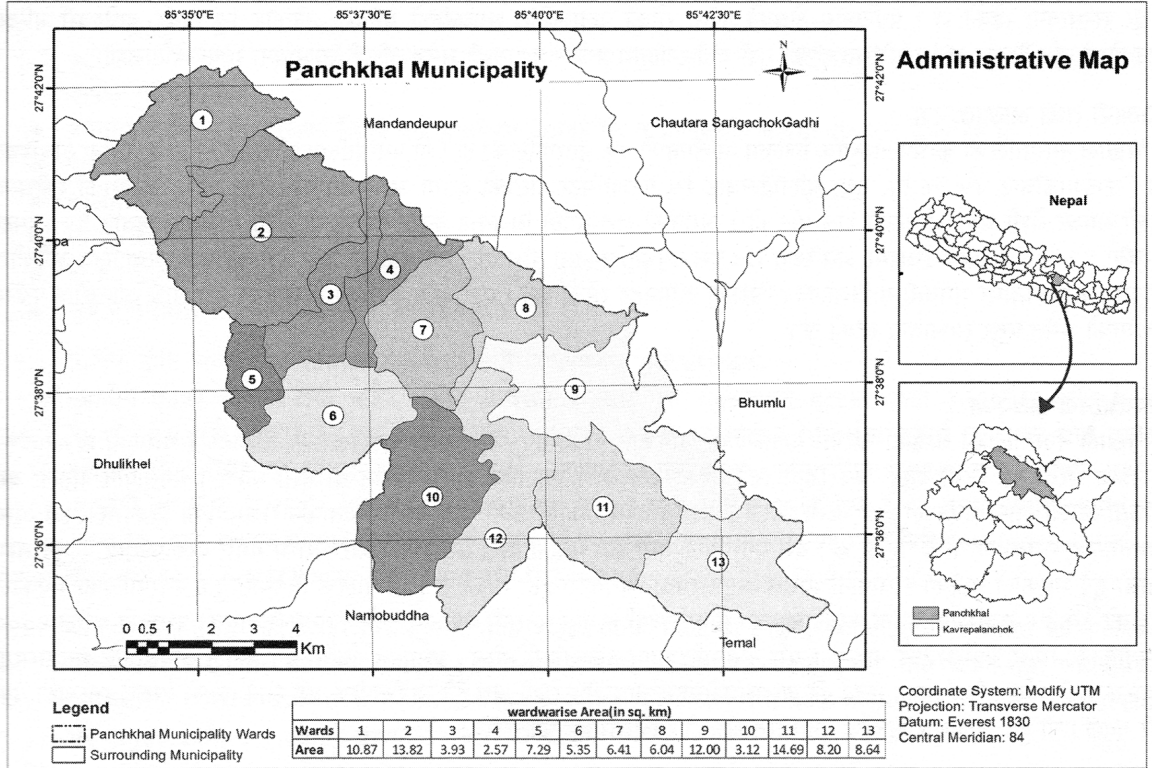 85°35'0"E 85°37'30"E 85°40'0"E 85°42'30"E
Panchkhal Municipality
N
Administrative Map
27°42'0"N
27°42'0"N
1
Mandandeupur
Chautara SangachokGadhi
Nepal
pa
2
27°40'0"N
27°40'0"N
4
3
8
7
5
9
6
27°38'0"N
27°38'0"N
Bhumlu
Dhulikhel
10
11
12
13
27°36'0"N
27°36'0"N
Namobuddha
Temal
0 0.5 1 2 3 4
Km
Panchkhal
Kavrepalanchok
Legend
Panchkhal Municipality Wards
Surrounding Municipality
wardwarise Area(in sq. km)
Wards 1 2 3 4 5 6 7 8 9 10 11 12 13
Area 10.87 13.82 3.93 2.57 7.29 5.35 6.41 6.04 12.00 3.12 14.69 8.20 8.64
Coordinate System: Modify UTM
Projection: Transverse Mercator
Datum: Everest 1830
Central Meridian: 84